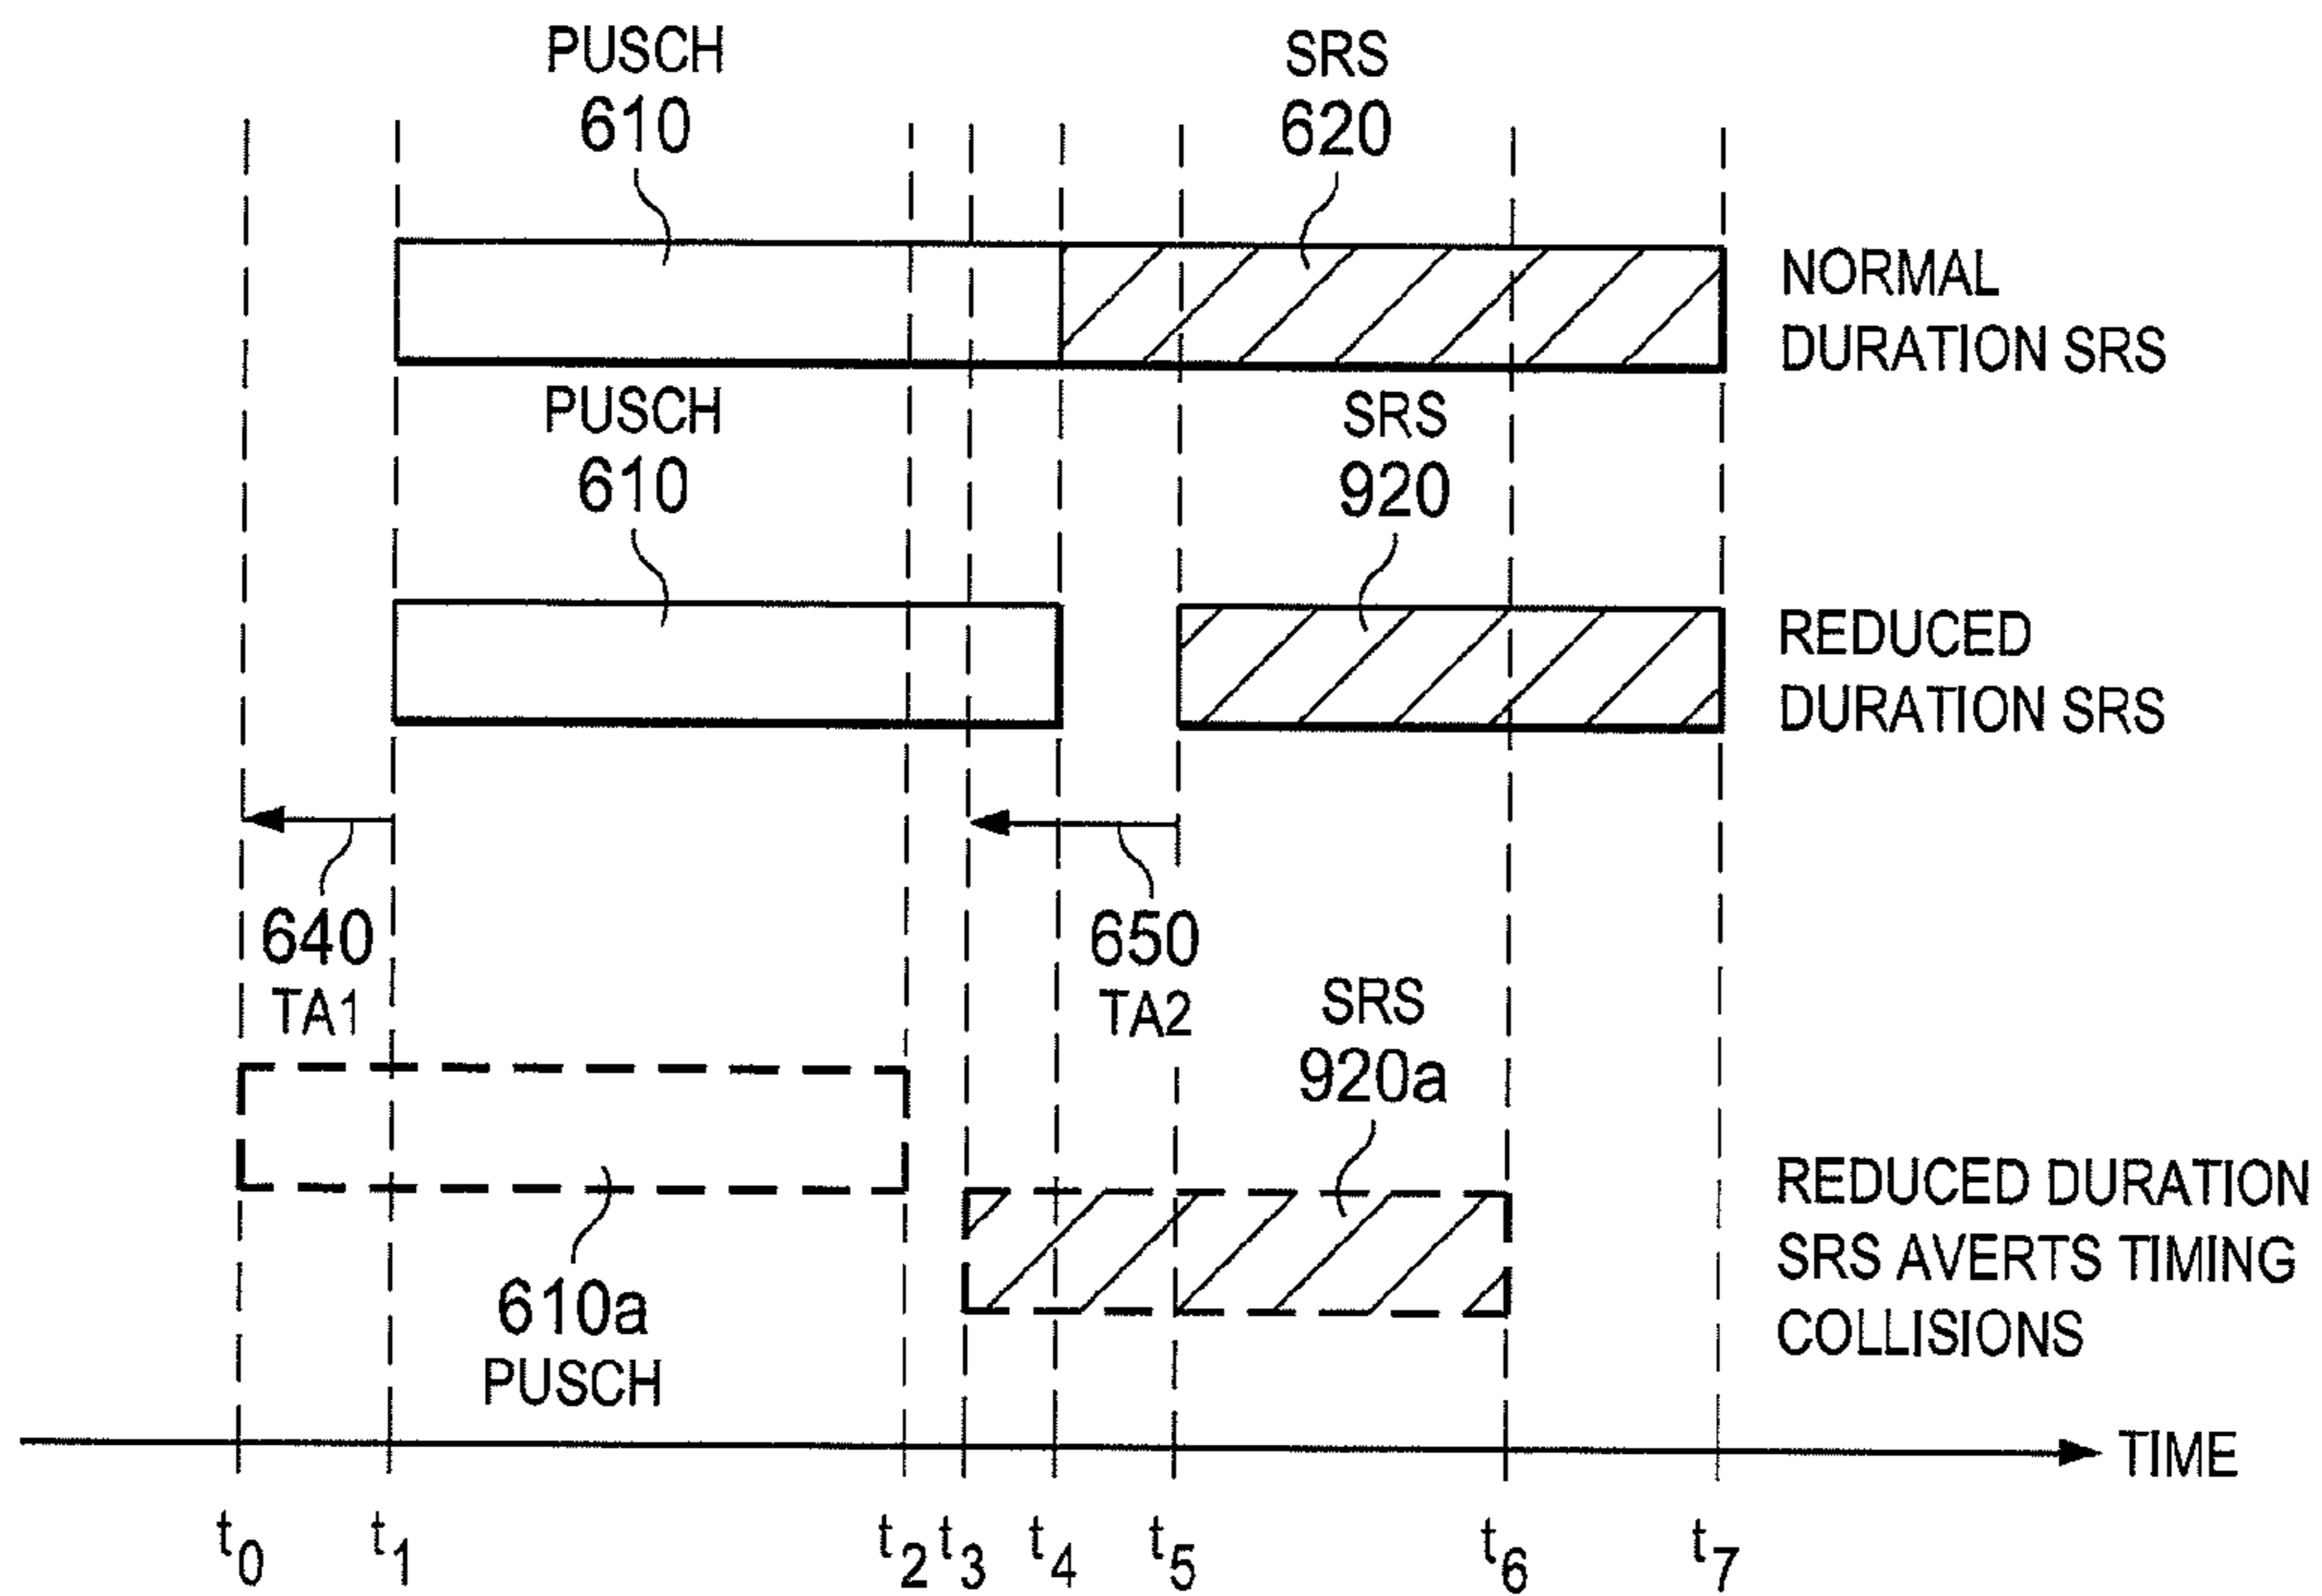 PUSCH
610
SRS
620
NORMAL
DURATION SRS
PUSCH
610
SRS
920
REDUCED
DURATION SRS
640
TA1
650
TA2
SRS
920a
610a
PUSCH
REDUCED DURATION
SRS AVERTS TIMING
COLLISIONS
TIME
t0 t1 t2 t3 t4 t5 t6 t7